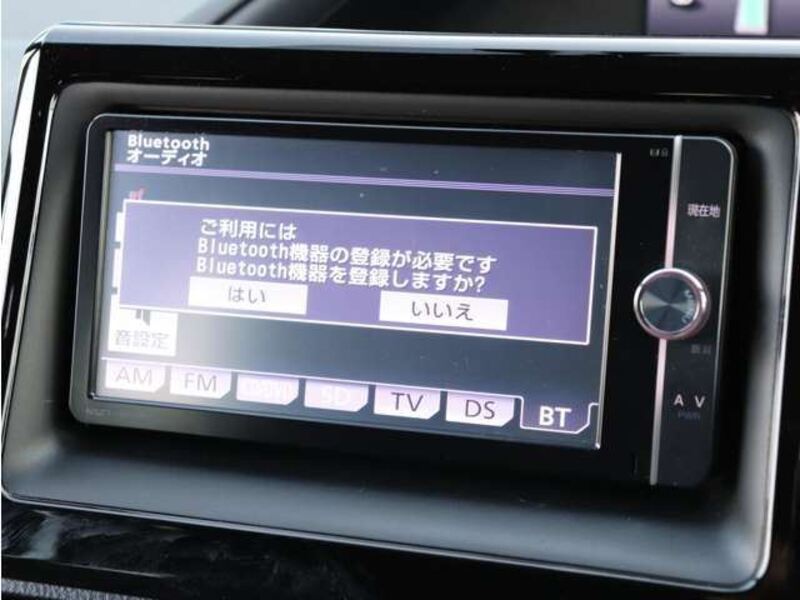 Bluetooth
オーディオ
ご利用には
Bluetooth機器の登録が必要です
Bluetooth機器を登録しますか?
はい
いいえ
音設定
AM
FM
SD
TV
DS
BT
現在地
A V
PWR